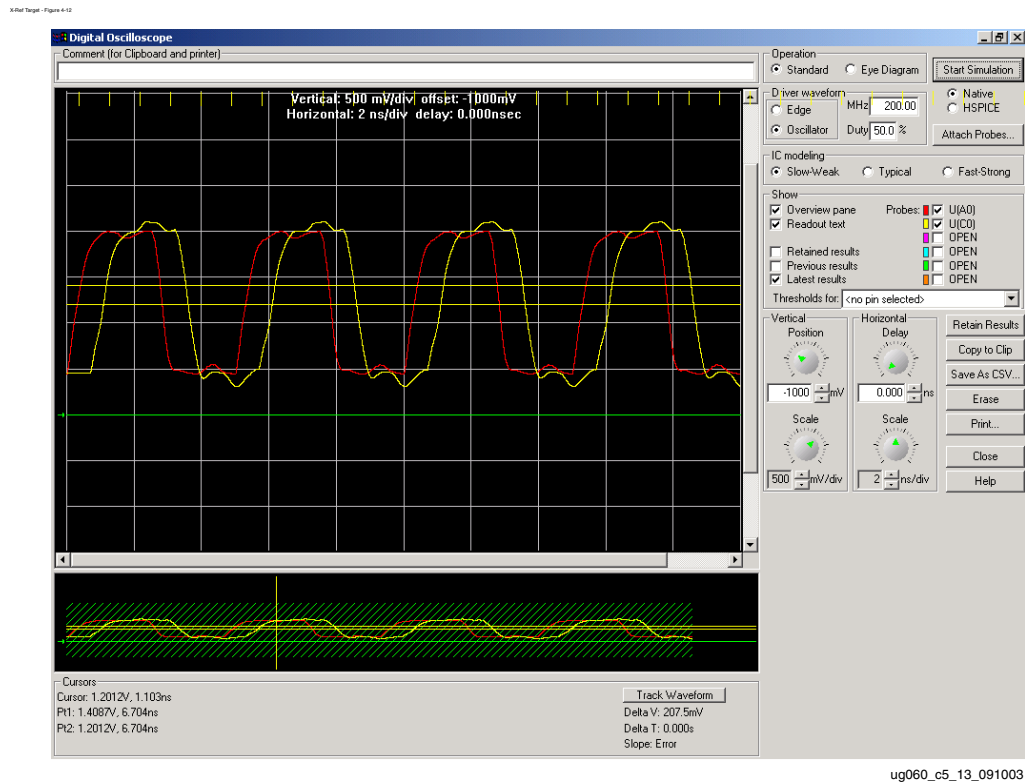 X-Ref Target - Figure 4-12
Digital Oscilloscope
Comment (for Clipboard and printer)
Vertical: 500 mV/div offset: -1000mV
Horizontal: 2 ns/div delay: 0.000nsec
Operation
Standard Eye Diagram
Start Simulation
Driver waveform
Edge
Oscillator
MHz 200.00
Duty 50.0 %
Native
HSPICE
Attach Probes...
IC modeling
Slow-Weak Typical Fast-Strong
Show
Overview pane Probes: U(A0)
Readout text U(C0)
OPEN
Retained results OPEN
Previous results OPEN
Latest results OPEN
Thresholds for: <no pin selected>
Vertical
Position
-1000 mV
Scale
500 mV/div
Horizontal
Delay
0.000 ns
Scale
2 ns/div
Retain Results
Copy to Clip
Save As CSV...
Erase
Print...
Close
Help
Cursors
Cursor: 1.2012V, 1.103ns
Pt1: 1.4087V, 6.704ns
Pt2: 1.2012V, 6.704ns
Track Waveform
Delta V: 207.5mV
Delta T: 0.000s
Slope: Error
ug060_c5_13_091003